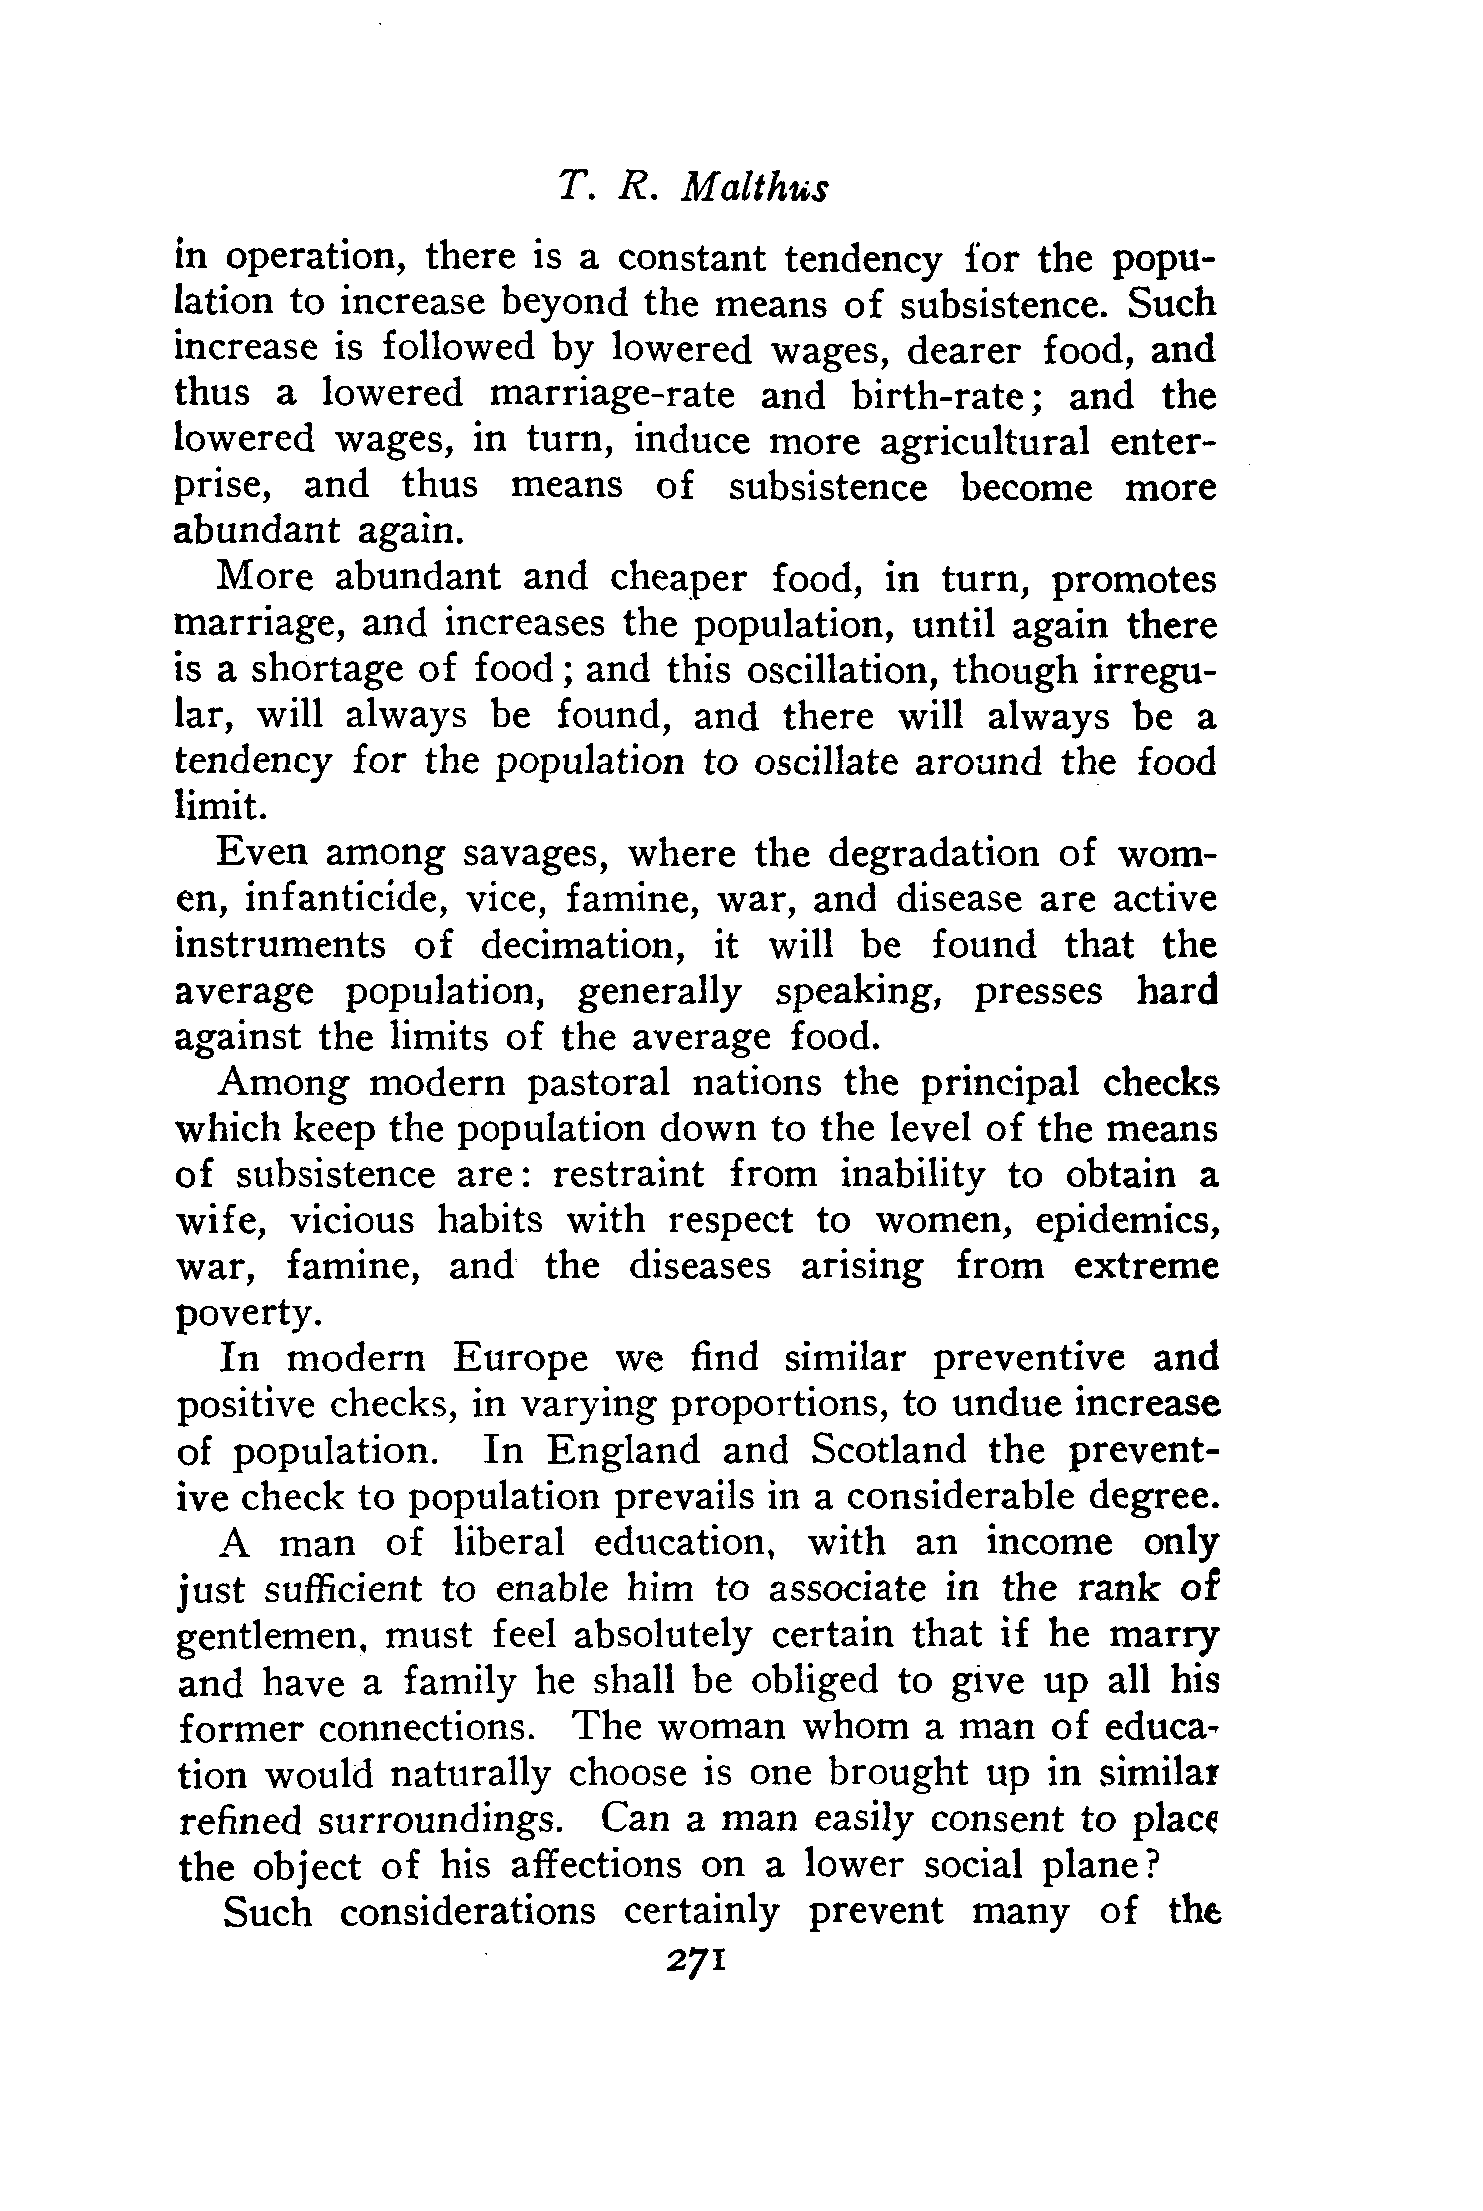 T. R. Malthus
in operation, there is a constant tendency for the popu-
lation to increase beyond the means of subsistence. Such
increase is followed by lowered wages, dearer food, and
thus a lowered marriage-rate and birth-rate; and the
lowered wages, in turn, induce more agricultural enter-
prise, and thus means of subsistence become more
abundant again.
More abundant and cheaper food, in turn, promotes
marriage, and increases the population, until again there
is a shortage of food; and this oscillation, though irregu-
lar, will always be found, and there will always be a
tendency for the population to oscillate around the food
limit.
Even among savages, where the degradation of wom-
en, infanticide, vice, famine, war, and disease are active
instruments of decimation, it will be found that the
average population, generally speaking, presses hard
against the limits of the average food.
Among modern pastoral nations the principal checks
which keep the population down to the level of the means
of subsistence are: restraint from inability to obtain a
wife, vicious habits with respect to women, epidemics,
war, famine, and the diseases arising from extreme
poverty.
In modern Europe we find similar preventive and
positive checks, in varying proportions, to undue increase
of population. In England and Scotland the prevent-
ive check to population prevails in a considerable degree.
A man of liberal education, with an income only
just sufficient to enable him to associate in the rank of
gentlemen, must feel absolutely certain that if he marry
and have a family he shall be obliged to give up all his
former connections. The woman whom a man of educa-
tion would naturally choose is one brought up in similar
refined surroundings. Can a man easily consent to place
the object of his affections on a lower social plane?
Such considerations certainly prevent many of the
271